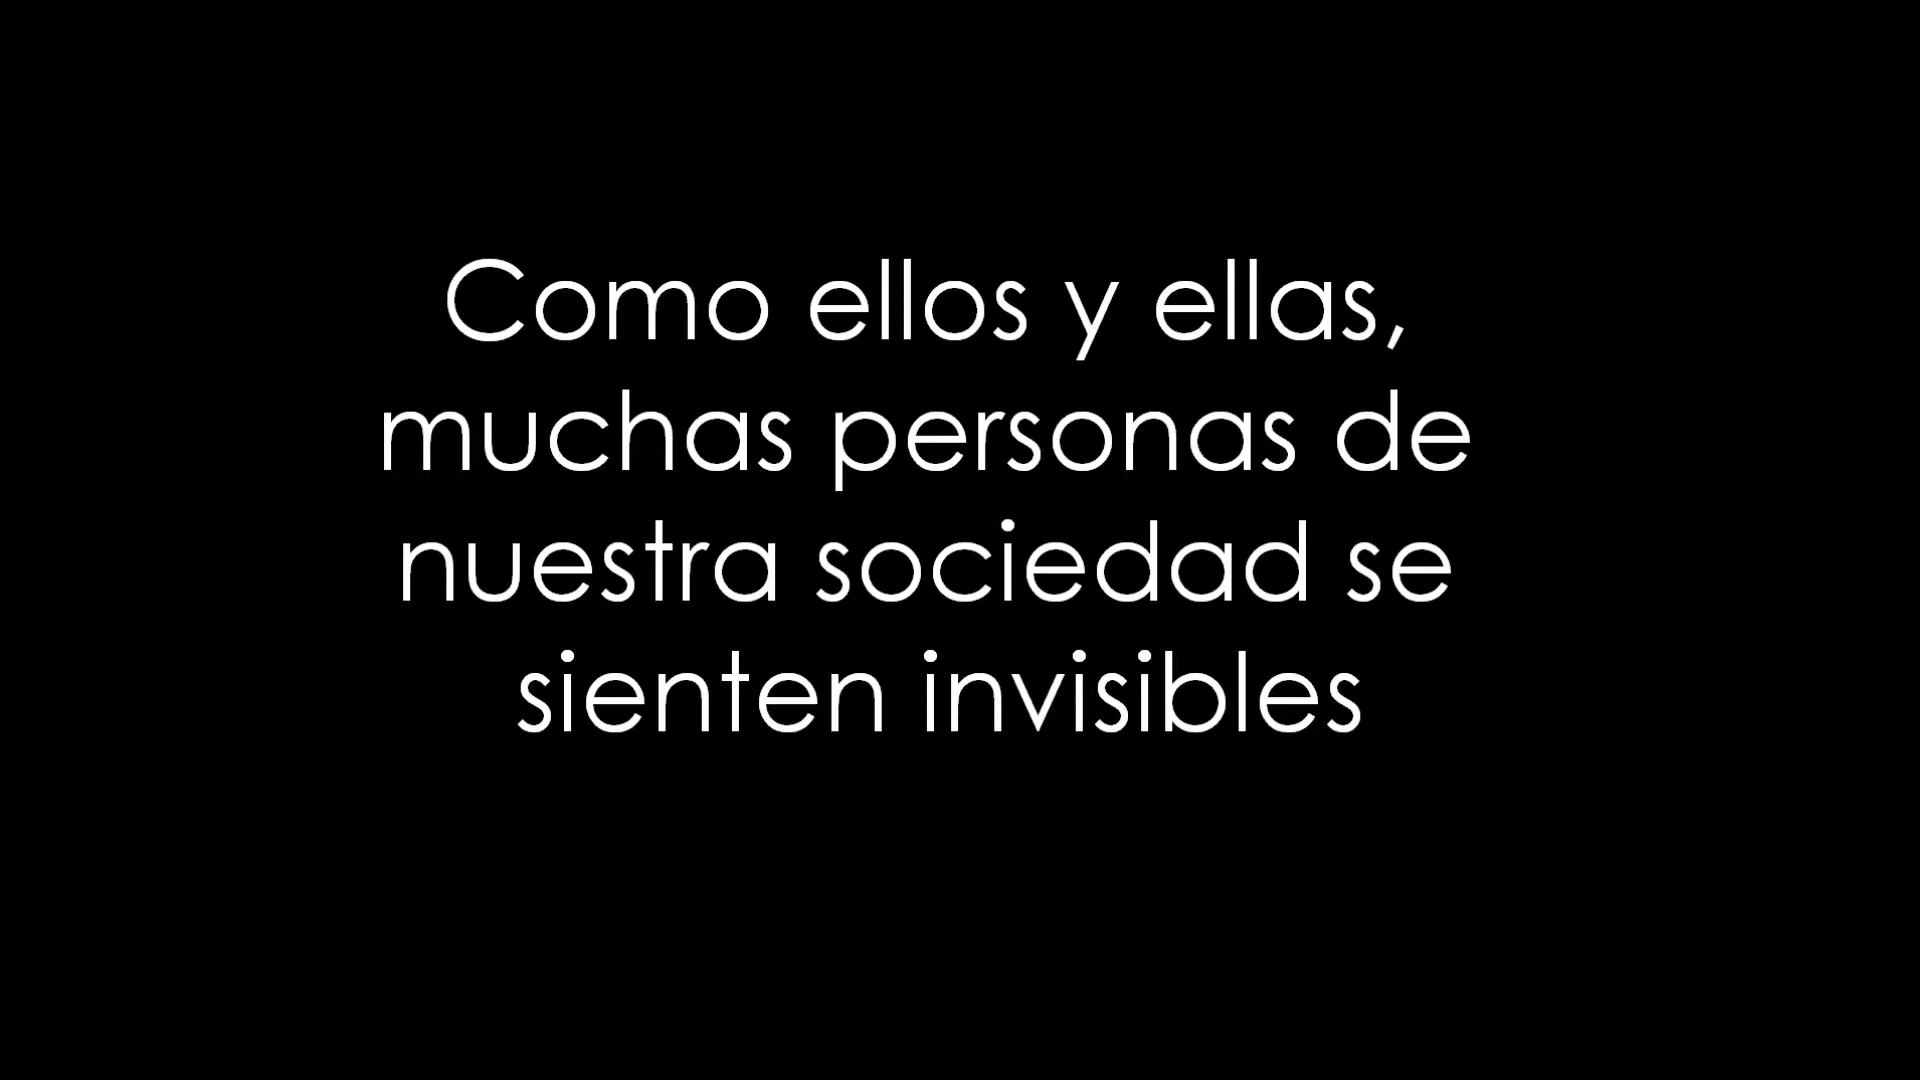 Como ellos y ellas,
muchas personas de
nuestra sociedad se
sienten invisibles